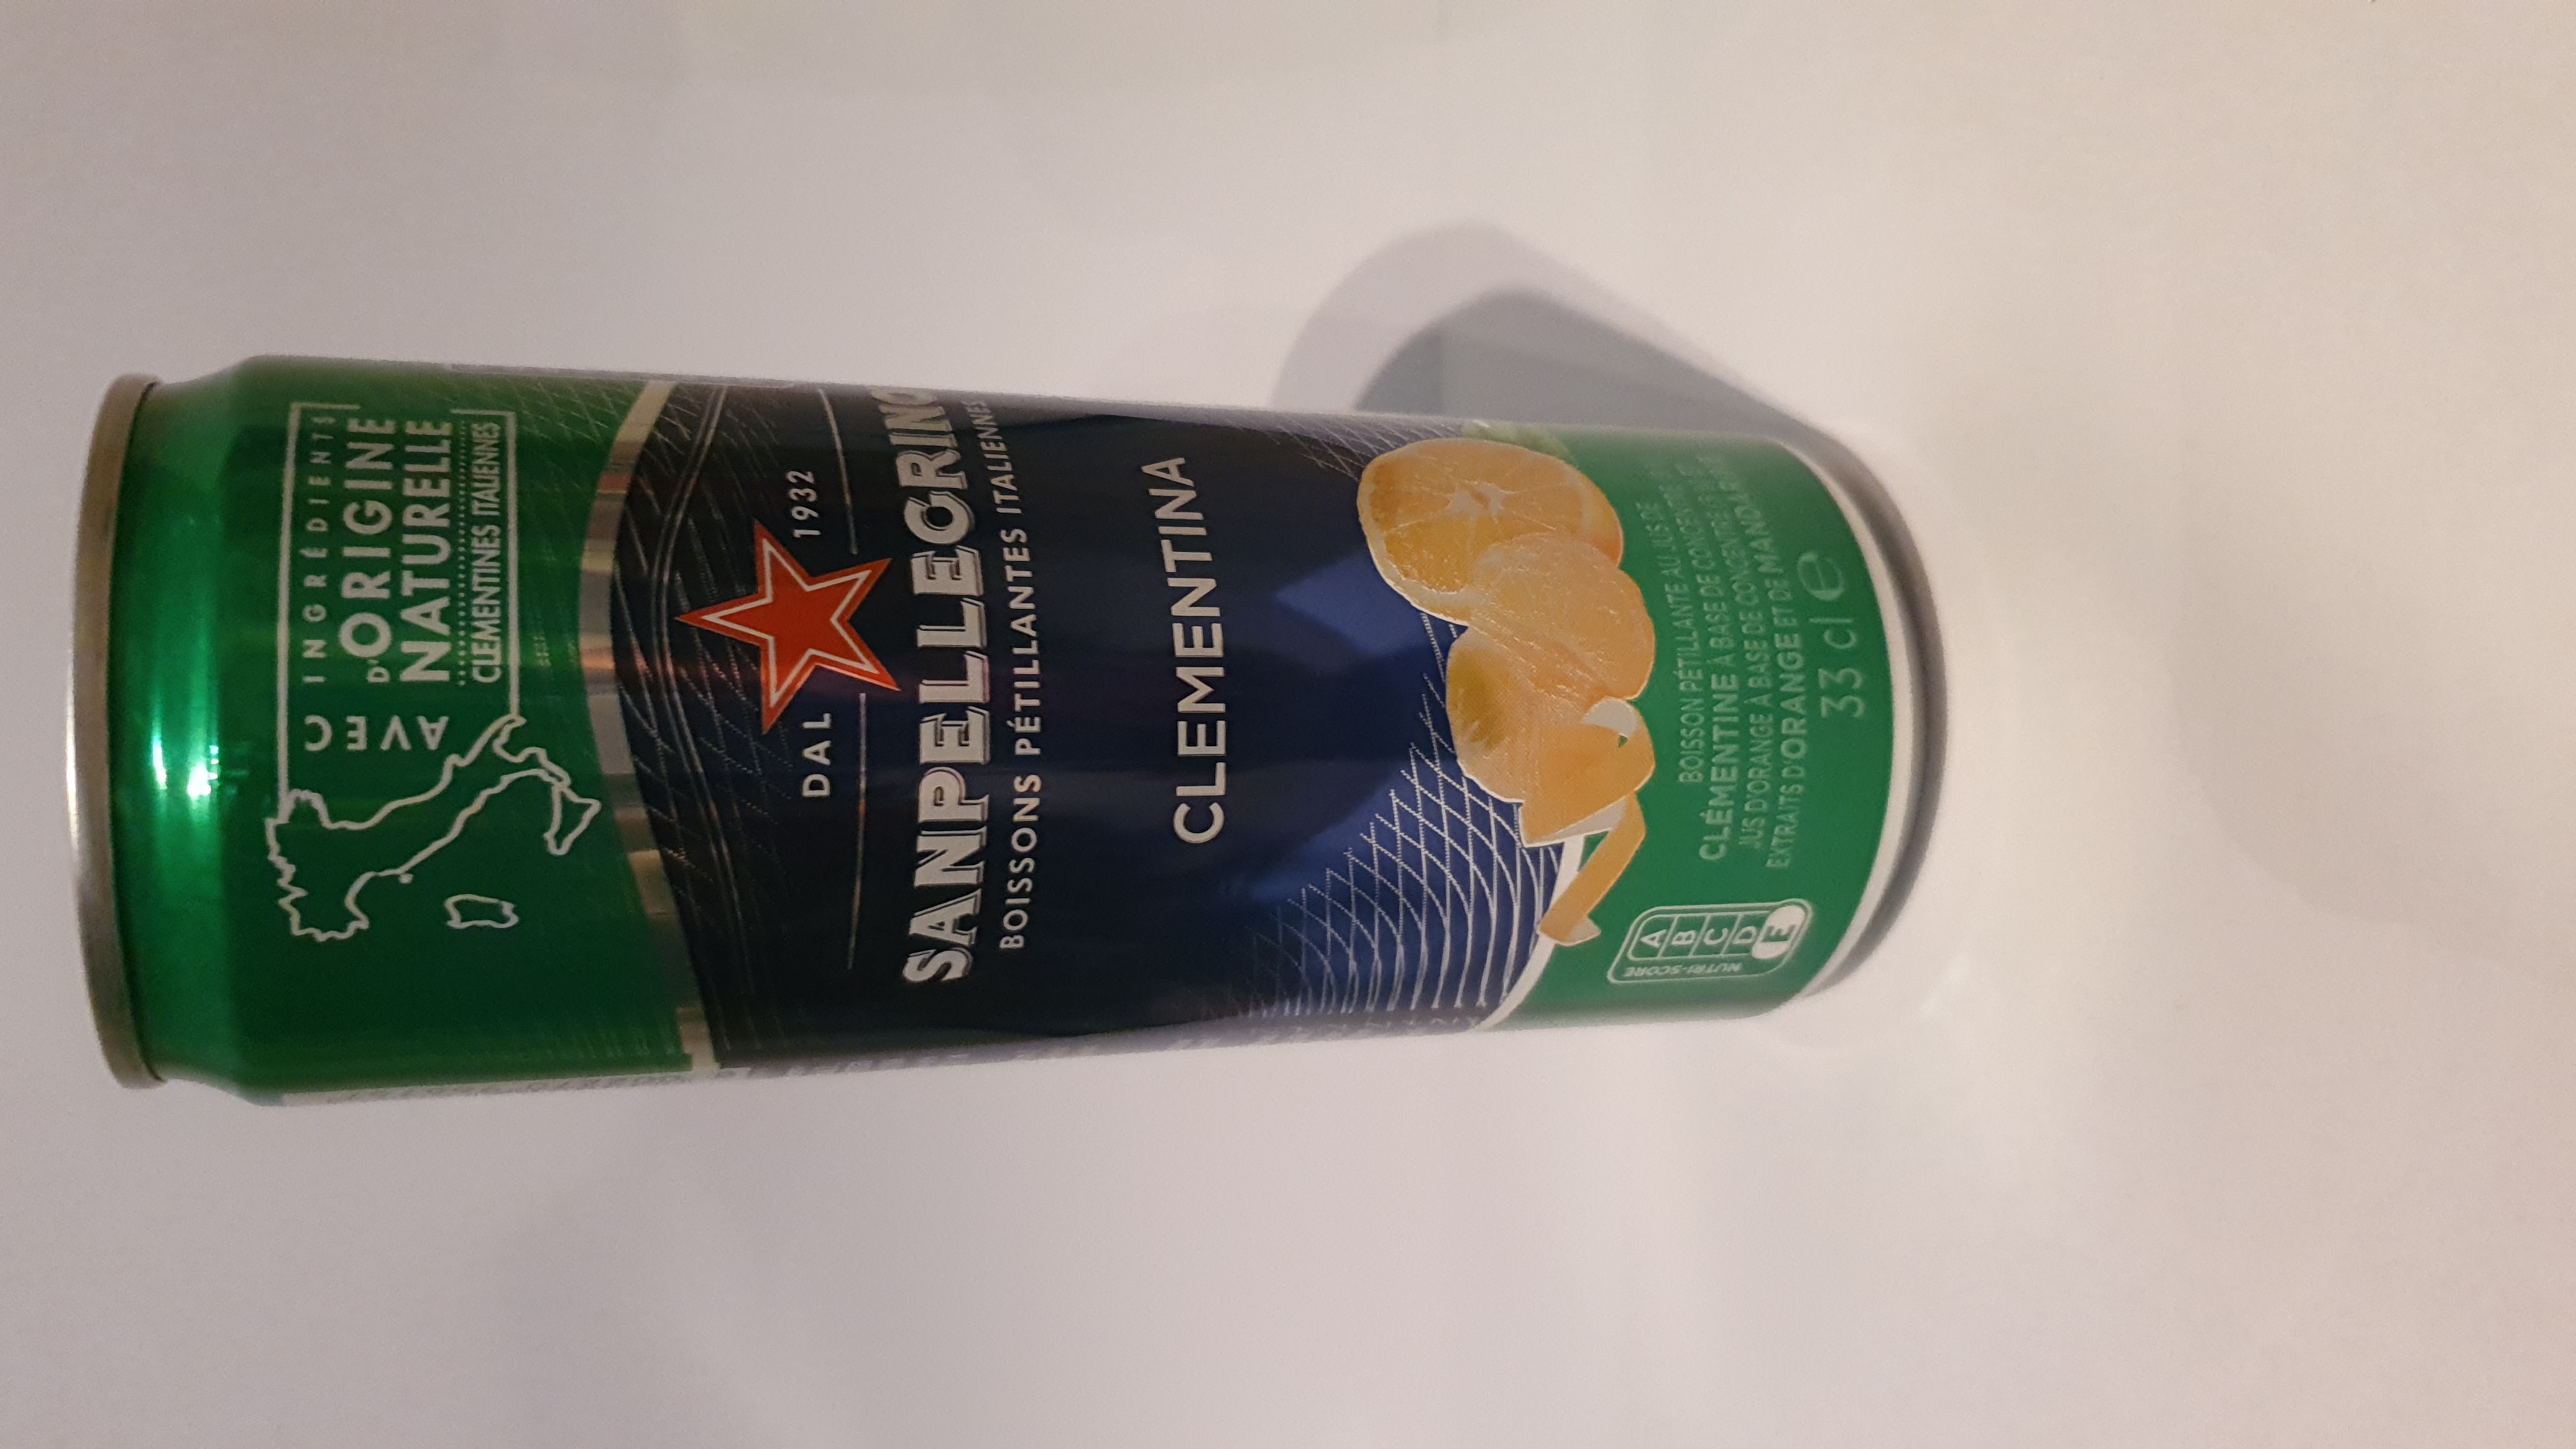 AVEC
INGRÉDIENTS
D'ORIGINE
NATURELLE
CLEMENTINES ITALIENNES
DAL 1932
SANPELLEGRINO
BOISSONS PÉTILLANTES ITALIENNES
CLEMENTINA
NUTRI-SCORE
A
B
C
D
E
BOISSON PÉTILLANTE AU JUS DE
CLÉMENTINE À BASE DE CONCENTRÉ
JUS D'ORANGE À BASE DE CONCENTRÉ
EXTRAITS D'ORANGE ET DE
33 cl ℮